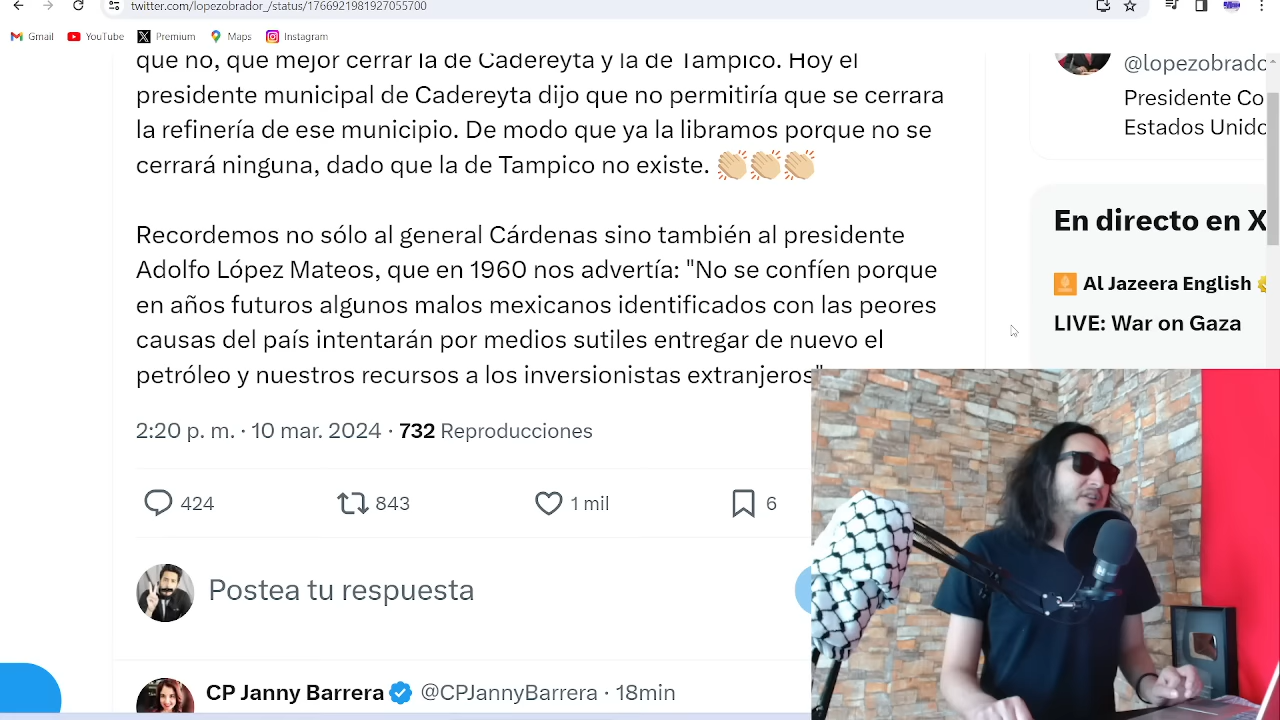 twitter.com/lopezobrador_/status/1766921981927055700
Gmail YouTube Premium Maps Instagram
que no, que mejor cerrar la de Cadereyta y la de Tampico. Hoy el
presidente municipal de Cadereyta dijo que no permitiría que se cerrara
la refinería de ese municipio. De modo que ya la libramos porque no se
cerrará ninguna, dado que la de Tampico no existe. 👏👏👏
Recordemos no sólo al general Cárdenas sino también al presidente
Adolfo López Mateos, que en 1960 nos advertía: "No se confíen porque
en años futuros algunos malos mexicanos identificados con las peores
causas del país intentarán por medios sutiles entregar de nuevo el
petróleo y nuestros recursos a los inversionistas extranjeros"
2:20 p. m. · 10 mar. 2024 · 732 Reproducciones
424 843 1 mil 6
Postea tu respuesta
CP Janny Barrera @CPJannyBarrera · 18min
@lopezobrado
Presidente Co
Estados Unido
En directo en X
Al Jazeera English
LIVE: War on Gaza